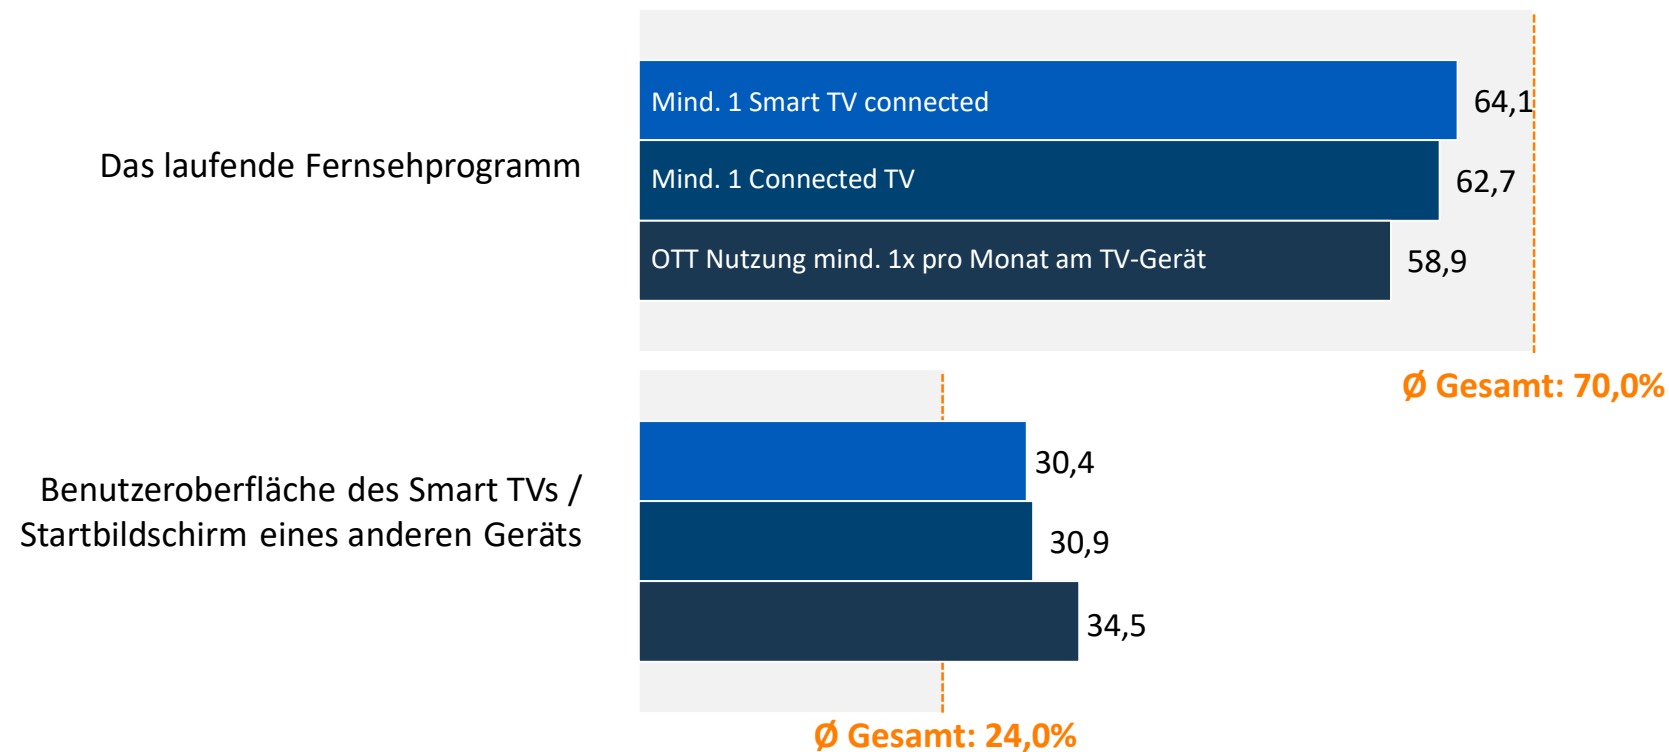 Das laufende Fernsehprogramm
Mind. 1 Smart TV connected
64,1
Mind. 1 Connected TV
62,7
OTT Nutzung mind. 1x pro Monat am TV-Gerät
58,9
Ø Gesamt: 70,0%
Benutzeroberfläche des Smart TVs /
Startbildschirm eines anderen Geräts
30,4
30,9
34,5
Ø Gesamt: 24,0%